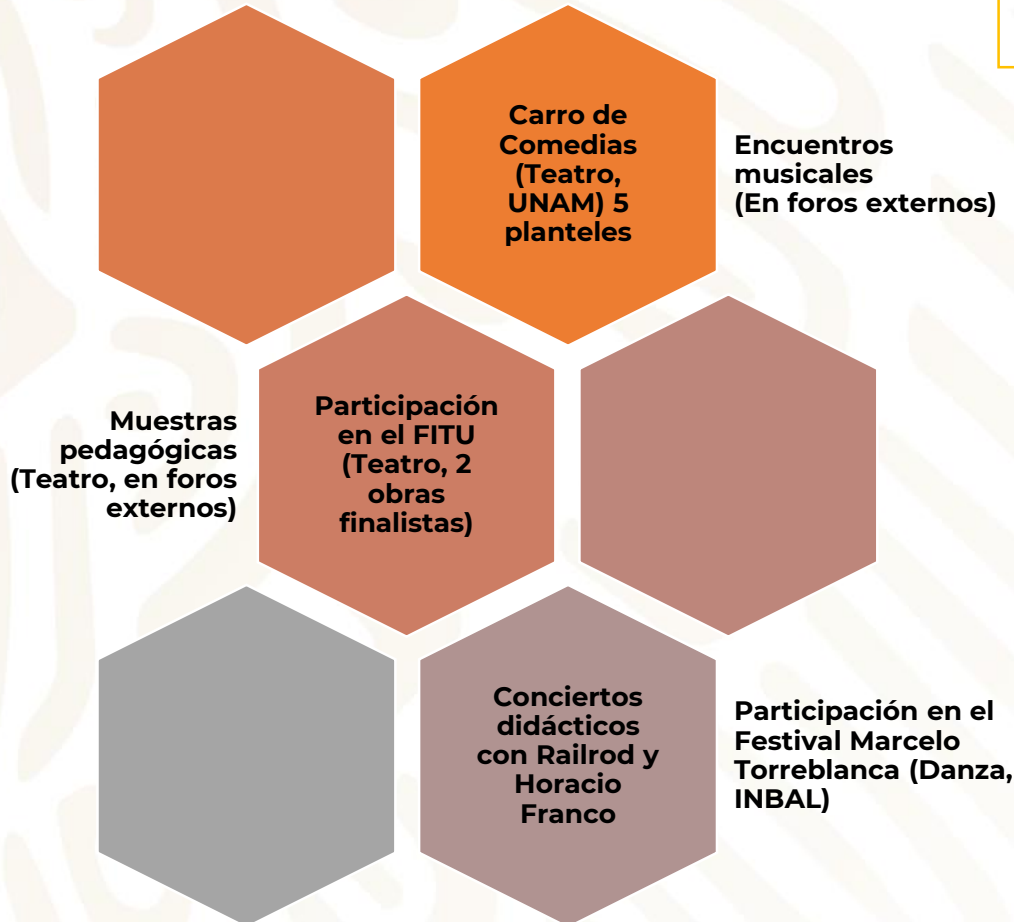 Carro de
Comedias
(Teatro,
UNAM) 5
planteles
Encuentros
musicales
(En foros externos)
Muestras
pedagógicas
(Teatro, en foros
externos)
Participación
en el FITU
(Teatro, 2
obras
finalistas)
Conciertos
didácticos
con Railrod y
Horacio
Franco
Participación en el
Festival Marcelo
Torreblanca (Danza,
INBAL)